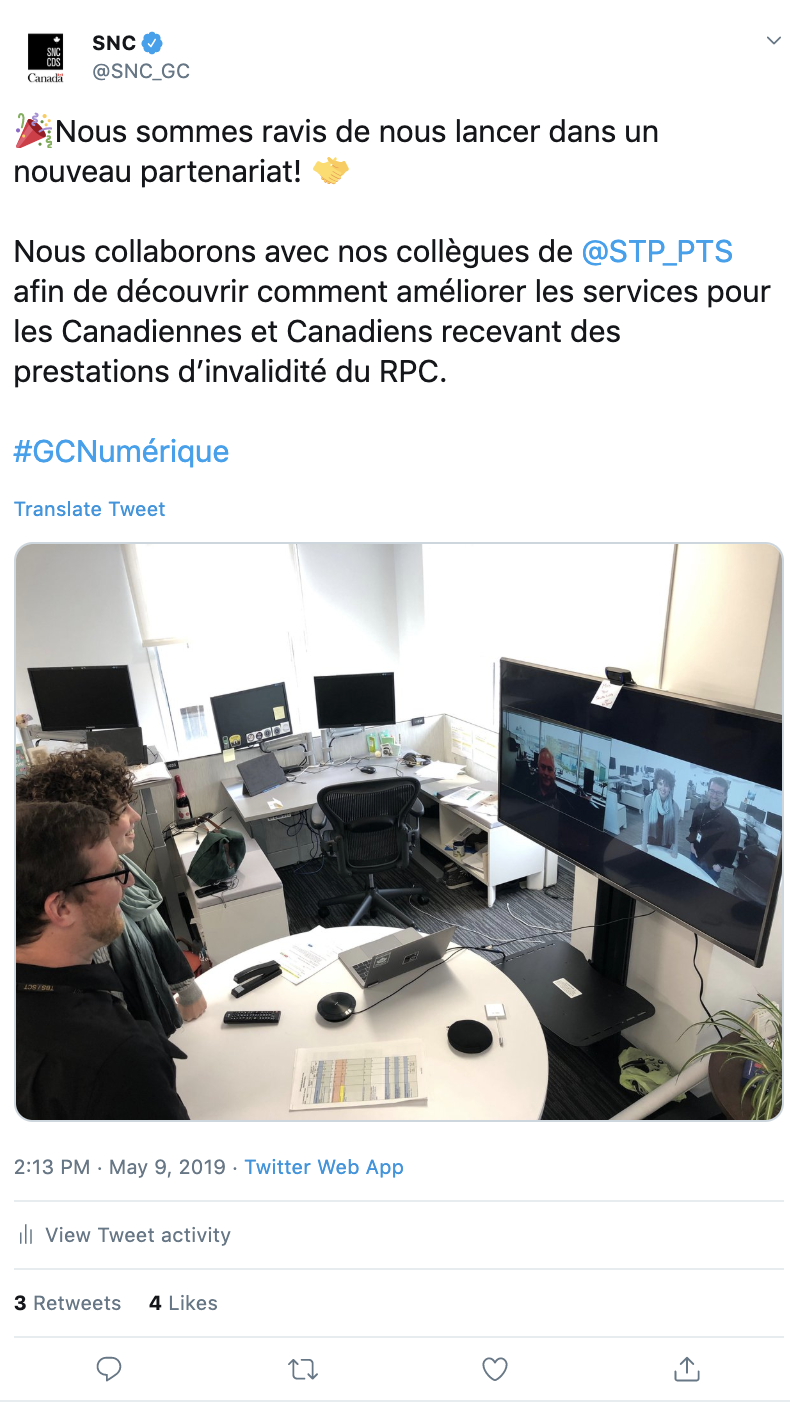 SNC
CDS
Canada
SNC
@SNC_GC
🎉Nous sommes ravis de nous lancer dans un
nouveau partenariat! 🤝
Nous collaborons avec nos collègues de @STP_PTS
afin de découvrir comment améliorer les services pour
les Canadiennes et Canadiens recevant des
prestations d’invalidité du RPC.
#GCNumérique
Translate Tweet
TBS/SCT
2:13 PM · May 9, 2019 · Twitter Web App
View Tweet activity
3 Retweets 4 Likes